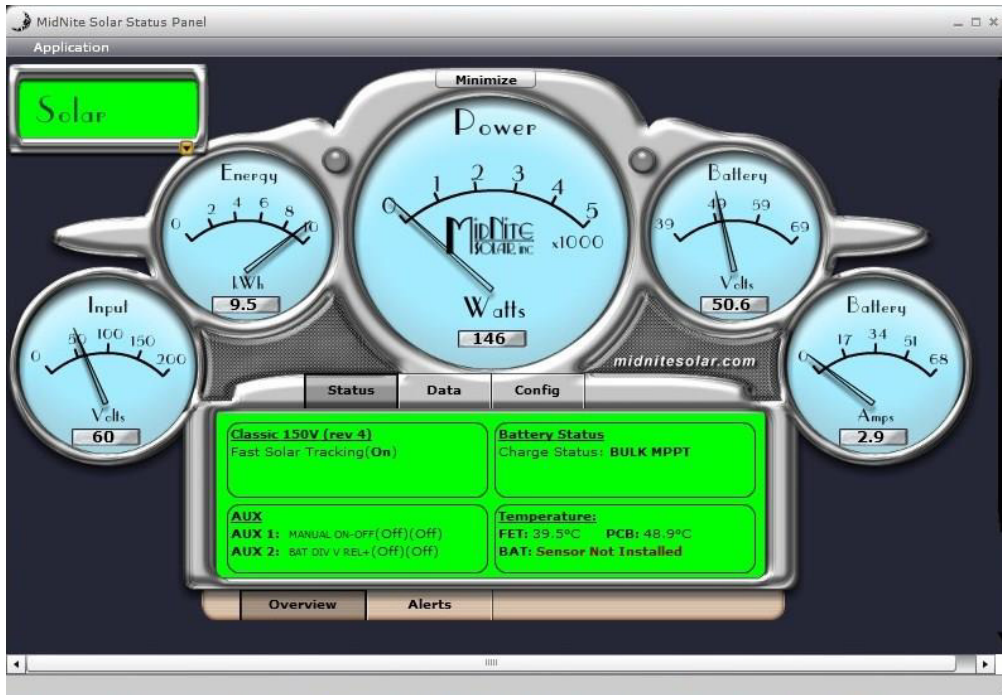 MidNite Solar Status Panel
Application
Minimize
Solar
Power
0 1 2 3 4 5
x1000
MidNite
SOLAR INC
Watts
146
Energy
0 2 4 6 8 10
kWh
9.5
Battery
39 49 59 69
Volts
50.6
Input
0 50 100 150 200
Volts
60
Battery
0 17 34 51 68
Amps
2.9
midnitesolar.com
Status Data Config
Classic 150V (rev 4)
Fast Solar Tracking(On)
Battery Status
Charge Status: BULK MPPT
AUX
AUX 1: MANUAL ON-OFF(Off)(Off)
AUX 2: BAT DIV V REL+(Off)(Off)
Temperature:
FET: 39.5°C PCB: 48.9°C
BAT: Sensor Not Installed
Overview Alerts